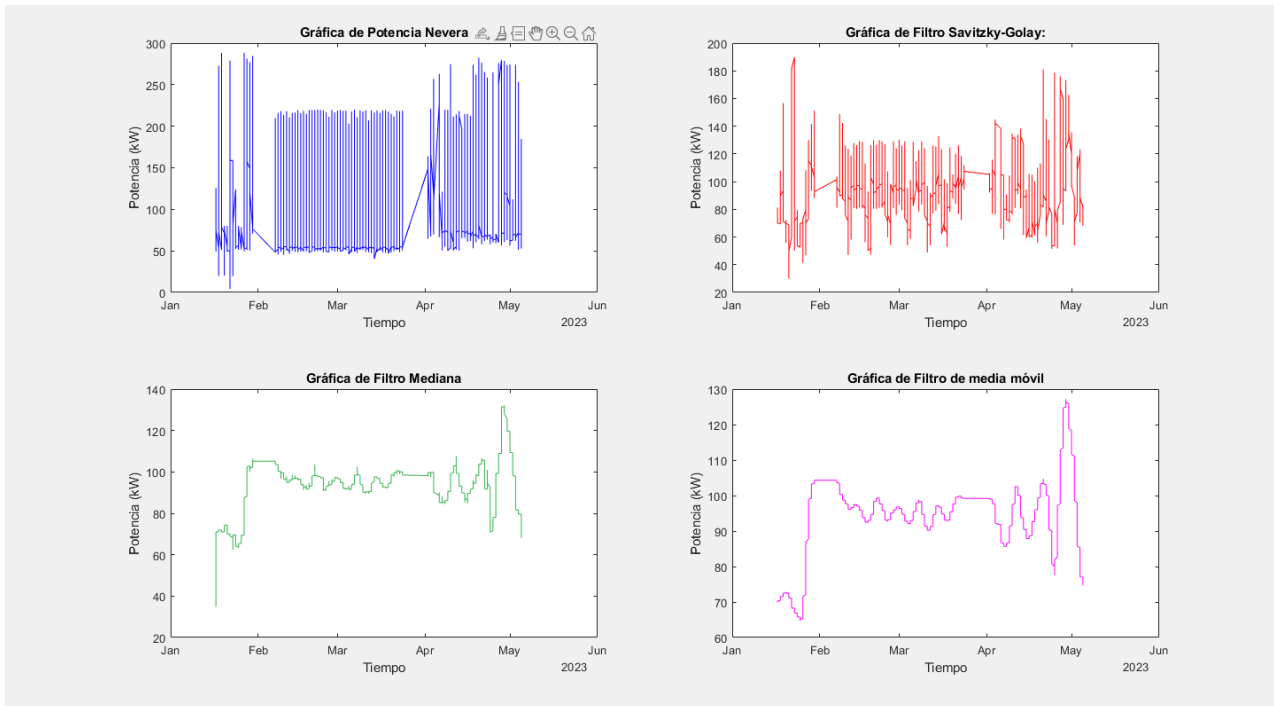 Gráfica de Potencia Nevera
300
250
200
150
100
50
0
Potencia (kW)
Jan Feb Mar Apr May Jun
Tiempo
2023
Gráfica de Filtro Savitzky-Golay:
200
180
160
140
120
100
80
60
40
20
Potencia (kW)
Jan Feb Mar Apr May Jun
Tiempo
2023
Gráfica de Filtro Mediana
140
120
100
80
60
40
20
Potencia (kW)
Jan Feb Mar Apr May Jun
Tiempo
2023
Gráfica de Filtro de media móvil
130
120
110
100
90
80
70
60
Potencia (kW)
Jan Feb Mar Apr May Jun
Tiempo
2023